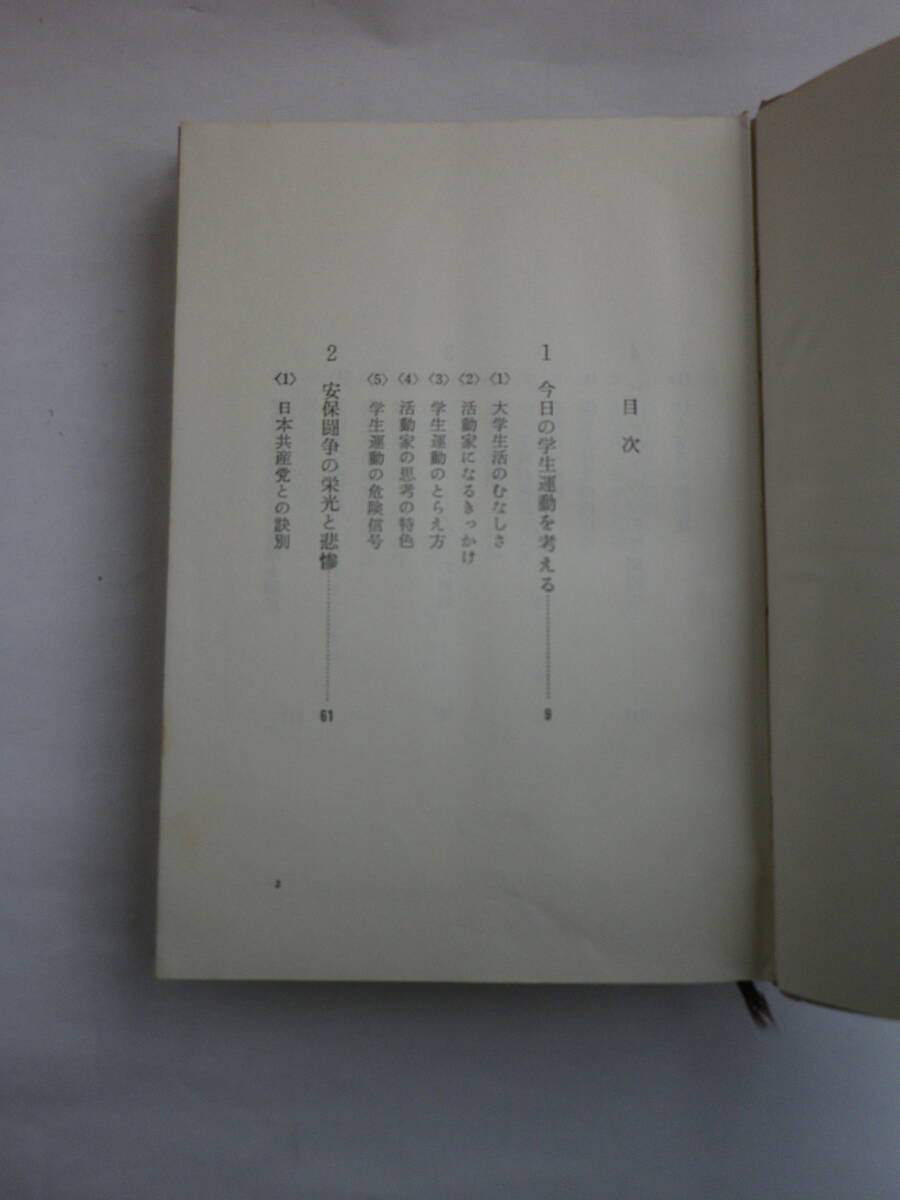 目次
1 今日の学生運動を考える……………9
〈1〉 大学生活のむなしさ
〈2〉 活動家になるきっかけ
〈3〉 学生運動のとらえ方
〈4〉 活動家の思考の特色
〈5〉 学生運動の危険信号
2 安保闘争の栄光と悲惨……………61
〈1〉 日本共産党との訣別